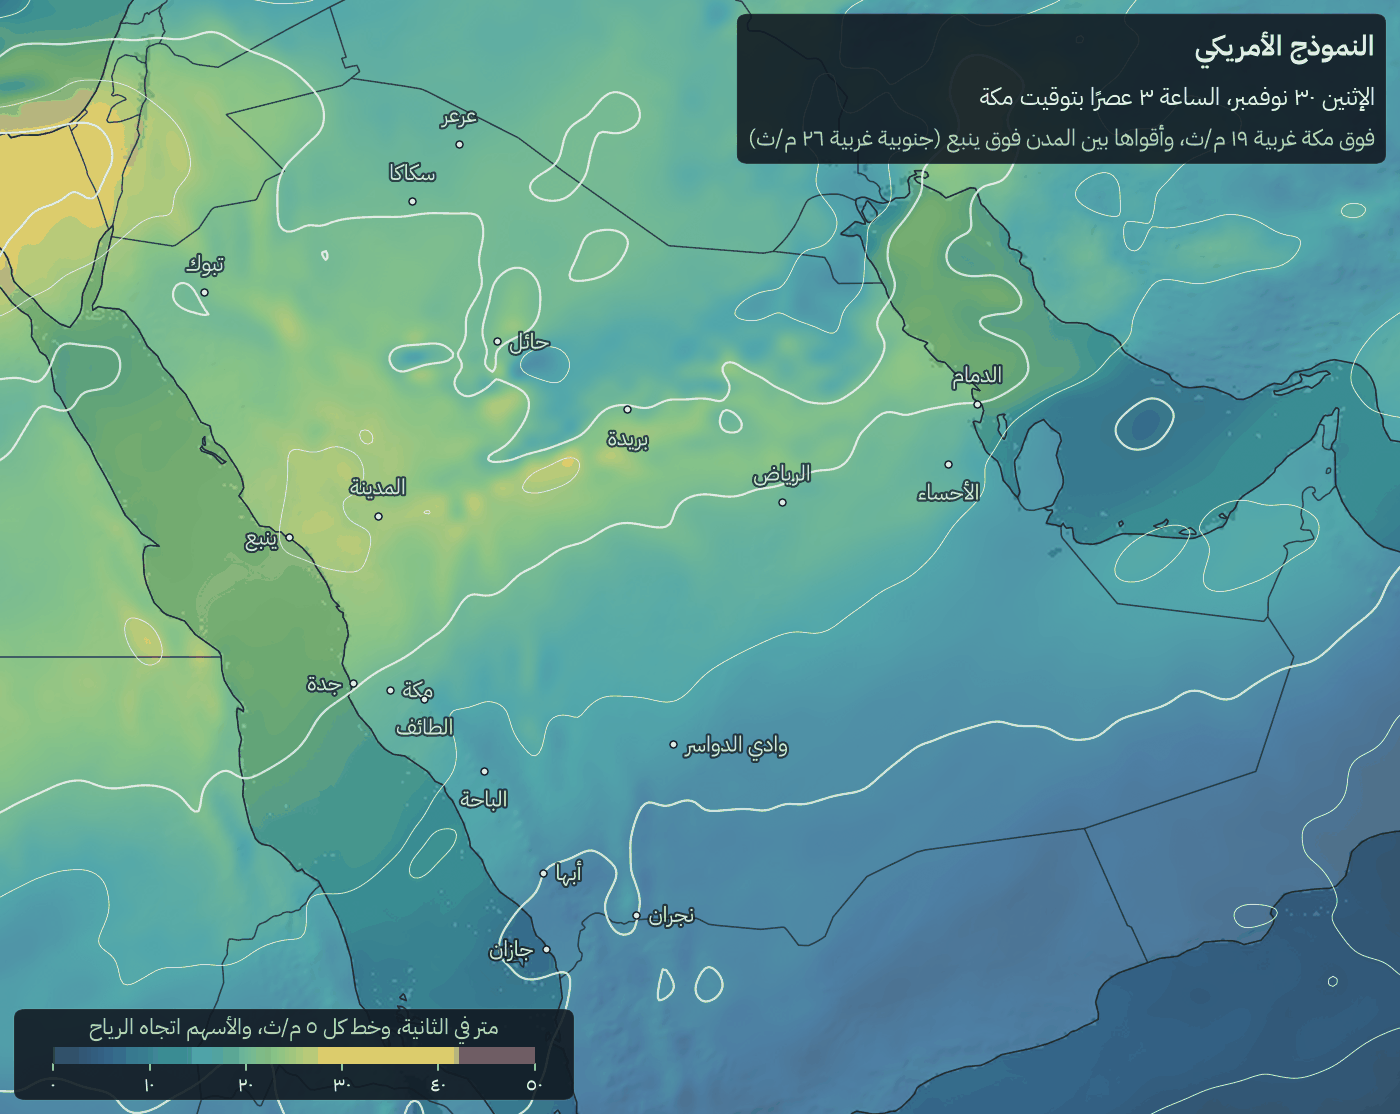 النموذج الأمريكي
الإثنين ٣٠ نوفمبر، الساعة ٣ عصرًا بتوقيت مكة
فوق مكة غربية ١٩ م/ث، وأقواها بين المدن فوق ينبع (جنوبية غربية ٢٦ م/ث)
عرعر
سكاكا
تبوك
حائل
الدمام
بريدة
الرياض
المدينة
الأحساء
ينبع
جدة
مكة
الطائف
وادي الدواسر
الباحة
أبها
نجران
جازان
متر في الثانية، وخط كل ٥ م/ث، والأسهم اتجاه الرياح
٠ ١٠ ٢٠ ٣٠ ٤٠ ٥٠